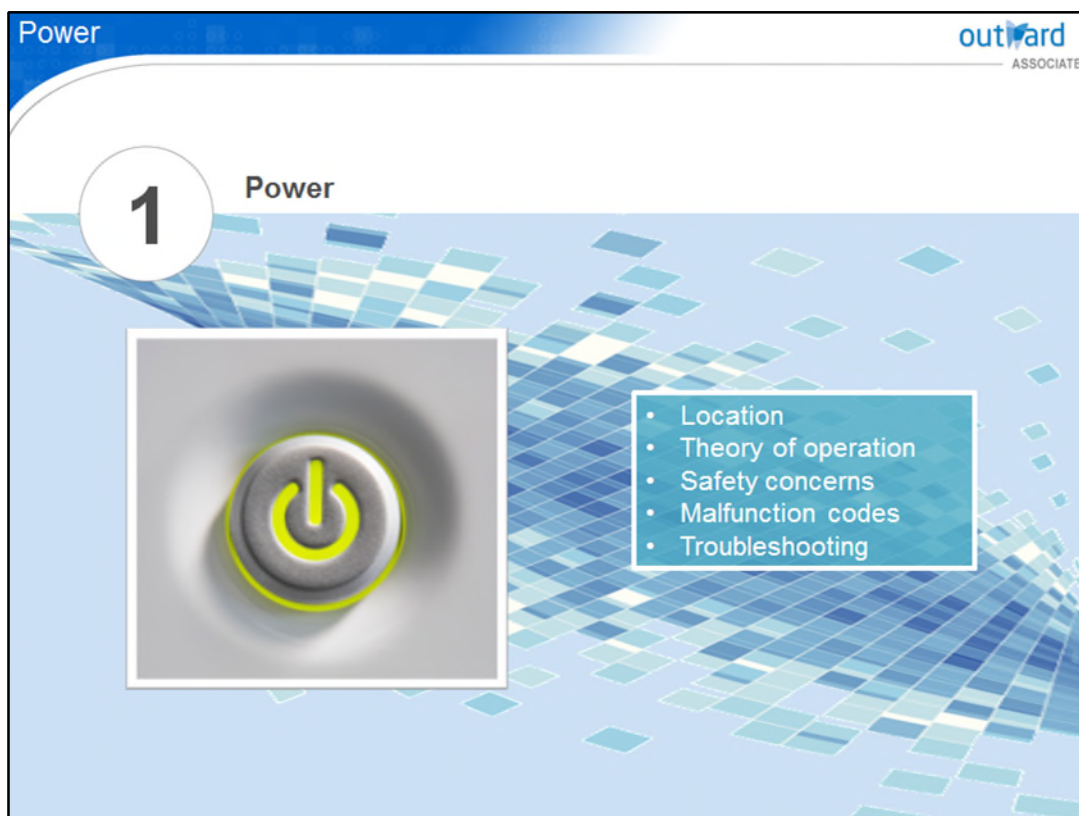 Power
outward
ASSOCIATE
1
Power
• Location
• Theory of operation
• Safety concerns
• Malfunction codes
• Troubleshooting